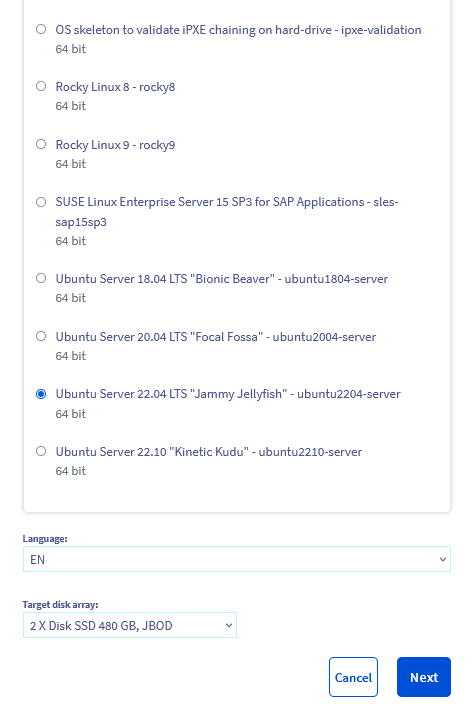 OS skeleton to validate iPXE chaining on hard-drive - ipxe-validation
64 bit
Rocky Linux 8 - rocky8
64 bit
Rocky Linux 9 - rocky9
64 bit
SUSE Linux Enterprise Server 15 SP3 for SAP Applications - sles-
sap15sp3
64 bit
Ubuntu Server 18.04 LTS "Bionic Beaver" - ubuntu1804-server
64 bit
Ubuntu Server 20.04 LTS "Focal Fossa" - ubuntu2004-server
64 bit
Ubuntu Server 22.04 LTS "Jammy Jellyfish" - ubuntu2204-server
64 bit
Ubuntu Server 22.10 "Kinetic Kudu" - ubuntu2210-server
64 bit
Language:
EN
Target disk array:
2 X Disk SSD 480 GB, JBOD
Cancel Next